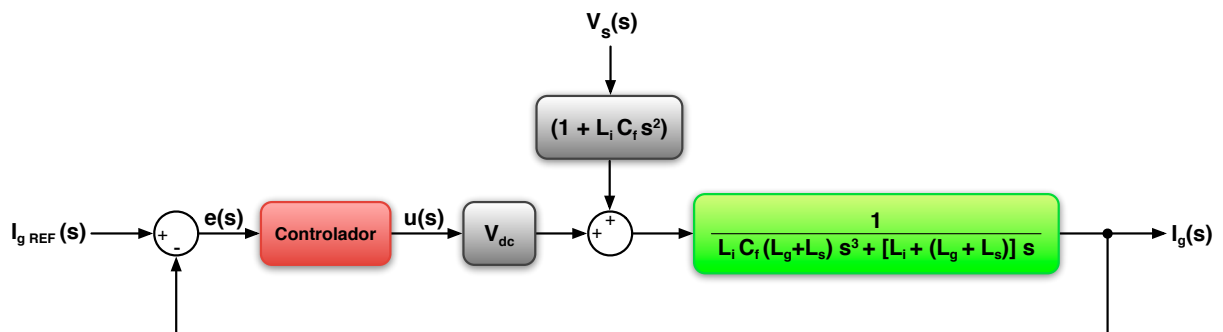 V_s(s)
(1 + L_i C_f s²)
I_g REF (s)
+
-
e(s)
Controlador
u(s)
V_dc
+
+
1
L_i C_f (L_g+L_s) s³ + [L_i + (L_g + L_s)] s
I_g(s)